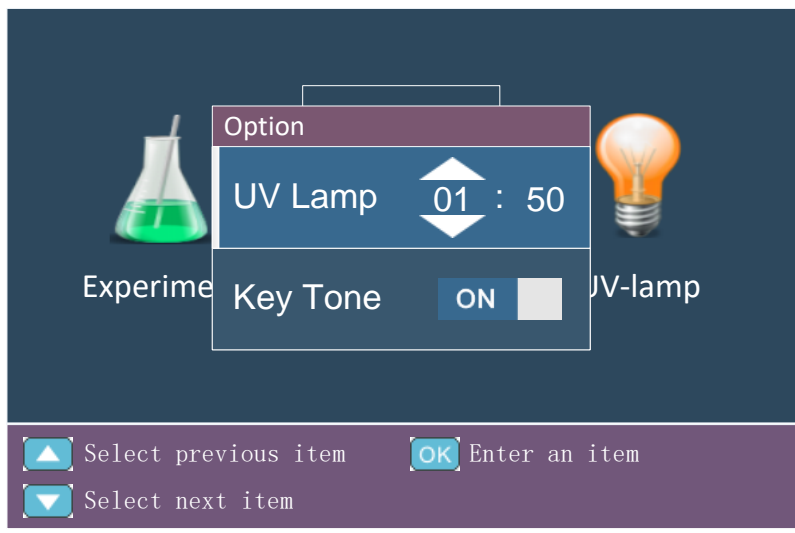 Option
UV Lamp 01 : 50
Experime
Key Tone ON
UV-lamp
Select previous item
OK Enter an item
Select next item